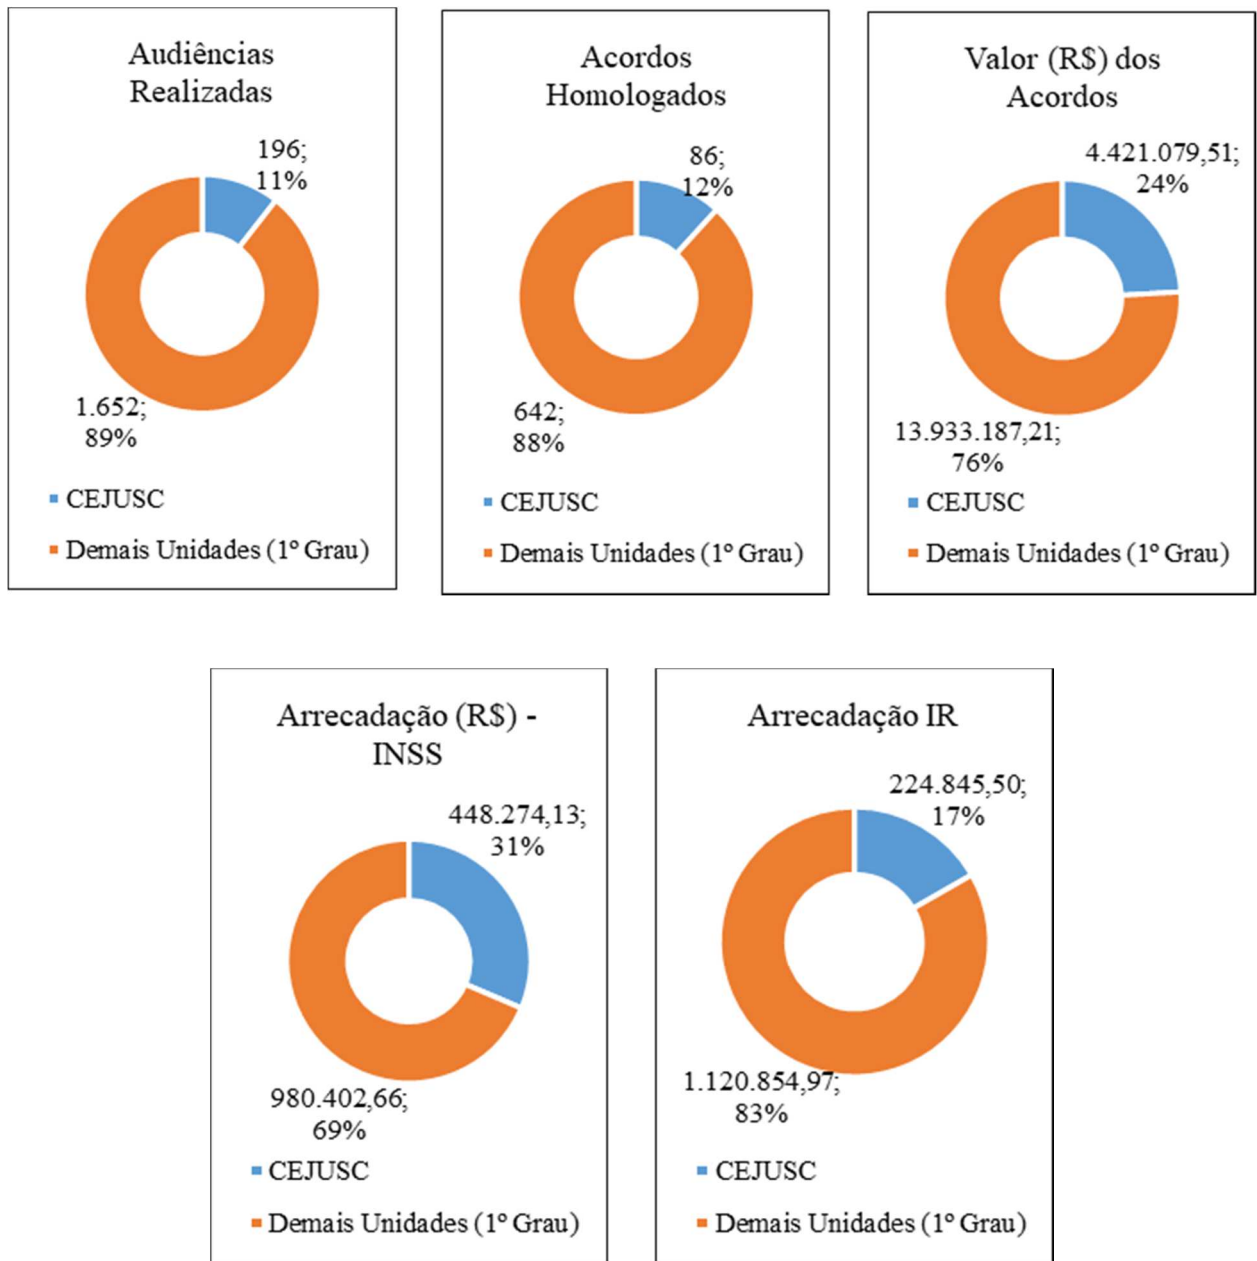 Audiências
Realizadas
196;
11%
1.652;
89%
CEJUSC
Demais Unidades (1º Grau)
Acordos
Homologados
86;
12%
642;
88%
CEJUSC
Demais Unidades (1º Grau)
Valor (R$) dos
Acordos
4.421.079,51;
24%
13.933.187,21;
76%
CEJUSC
Demais Unidades (1º Grau)
Arrecadação (R$) -
INSS
448.274,13;
31%
980.402,66;
69%
CEJUSC
Demais Unidades (1º Grau)
Arrecadação IR
224.845,50;
17%
1.120.854,97;
83%
CEJUSC
Demais Unidades (1º Grau)